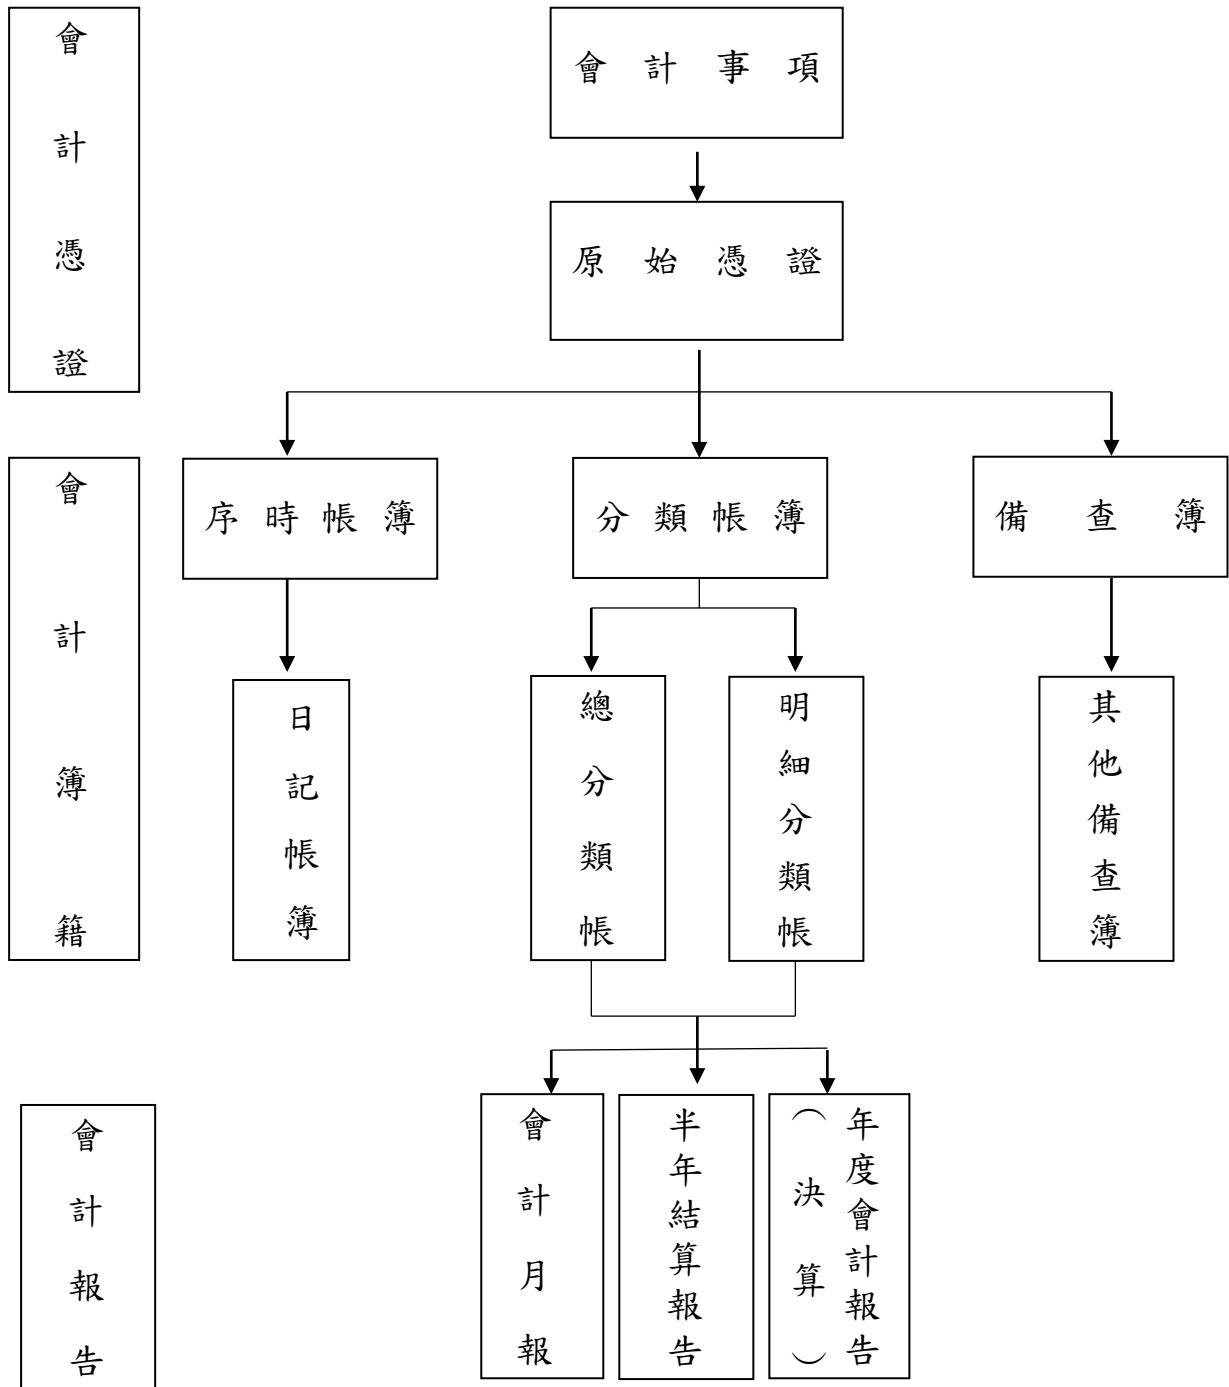 會計憑證
會計事項
原始憑證
會計簿籍
序時帳簿
分類帳簿
備查簿
日記帳簿
總分類帳
明細分類帳
其他備查簿
會計報告
會計月報
半年結算報告
年度會計報告
（決算）